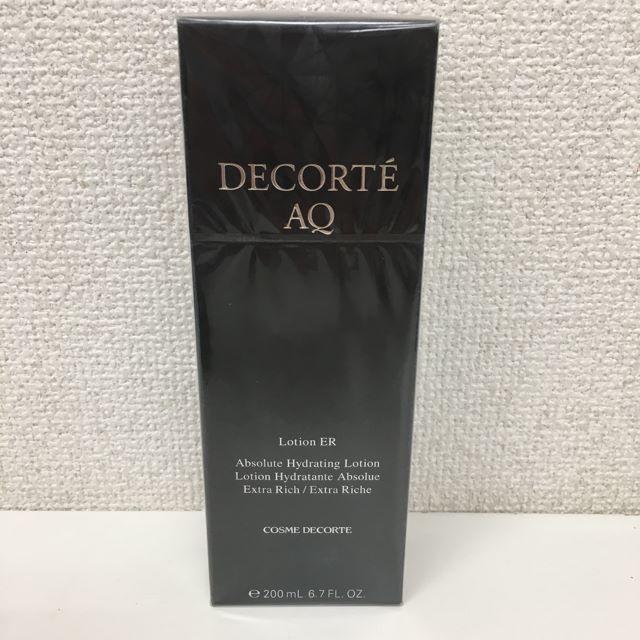 DECORTÉ
AQ
Lotion ER
Absolute Hydrating Lotion
Lotion Hydratante Absolue
Extra Rich / Extra Riche
COSME DECORTE
℮ 200 mL 6.7 FL. OZ.